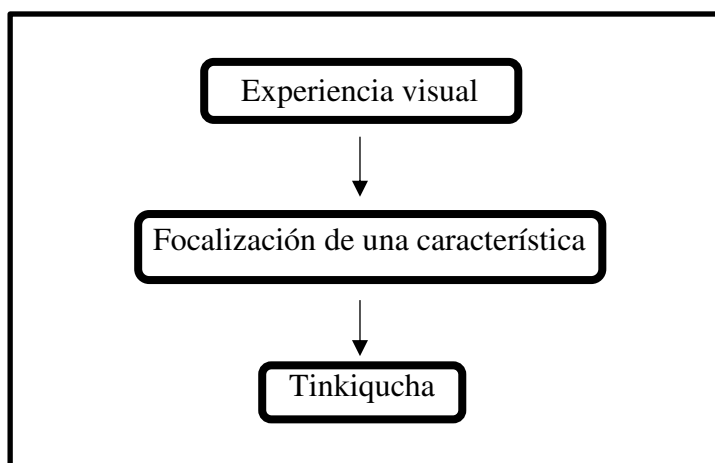 Experiencia visual
Focalización de una característica
Tinkiqucha